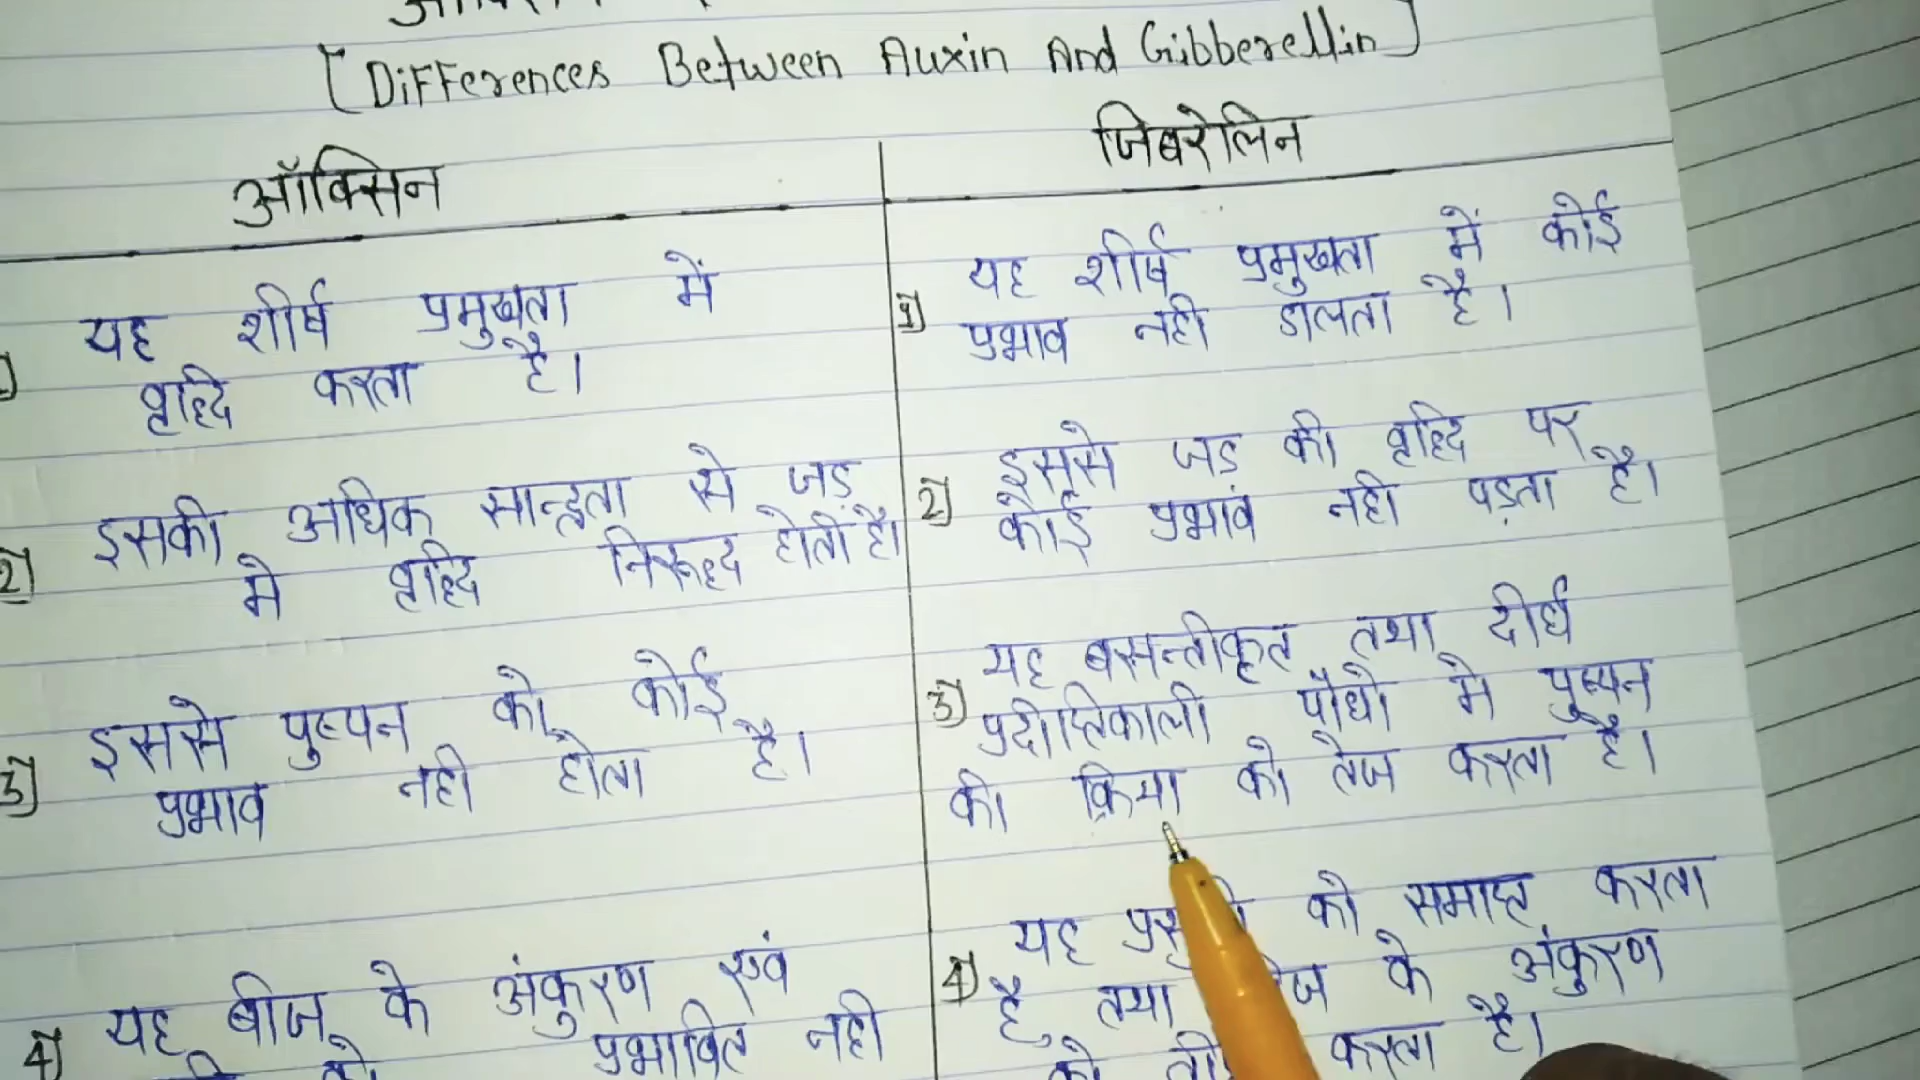 [Differences Between Auxin And Gibberellin]
ऑक्सिन
जिबरेलिन
1) यह शीर्ष प्रमुखता में
वृद्दि करता है।
2) इसकी अधिक सान्द्रता से जड़
मे वृद्दि निरूद्द होती है।
3) इससे पुष्पन को कोई
प्रभाव नही होता है।
4) यह बीज के अंकुरण एवं
को प्रभावित नही
1) यह शीर्ष प्रमुखता में कोई
प्रभाव नही डालता है।
2) इससे जड़ की वृद्दि पर
कोई प्रभाव नही पड़ता है।
3) यह बसन्तीकृत तथा दीर्घ
प्रदीप्तिकाली पौधो मे पुष्पन
की क्रिया को तेज करता है।
4) यह को समाप्त करता
है तथा के अंकुरण
को करता है।